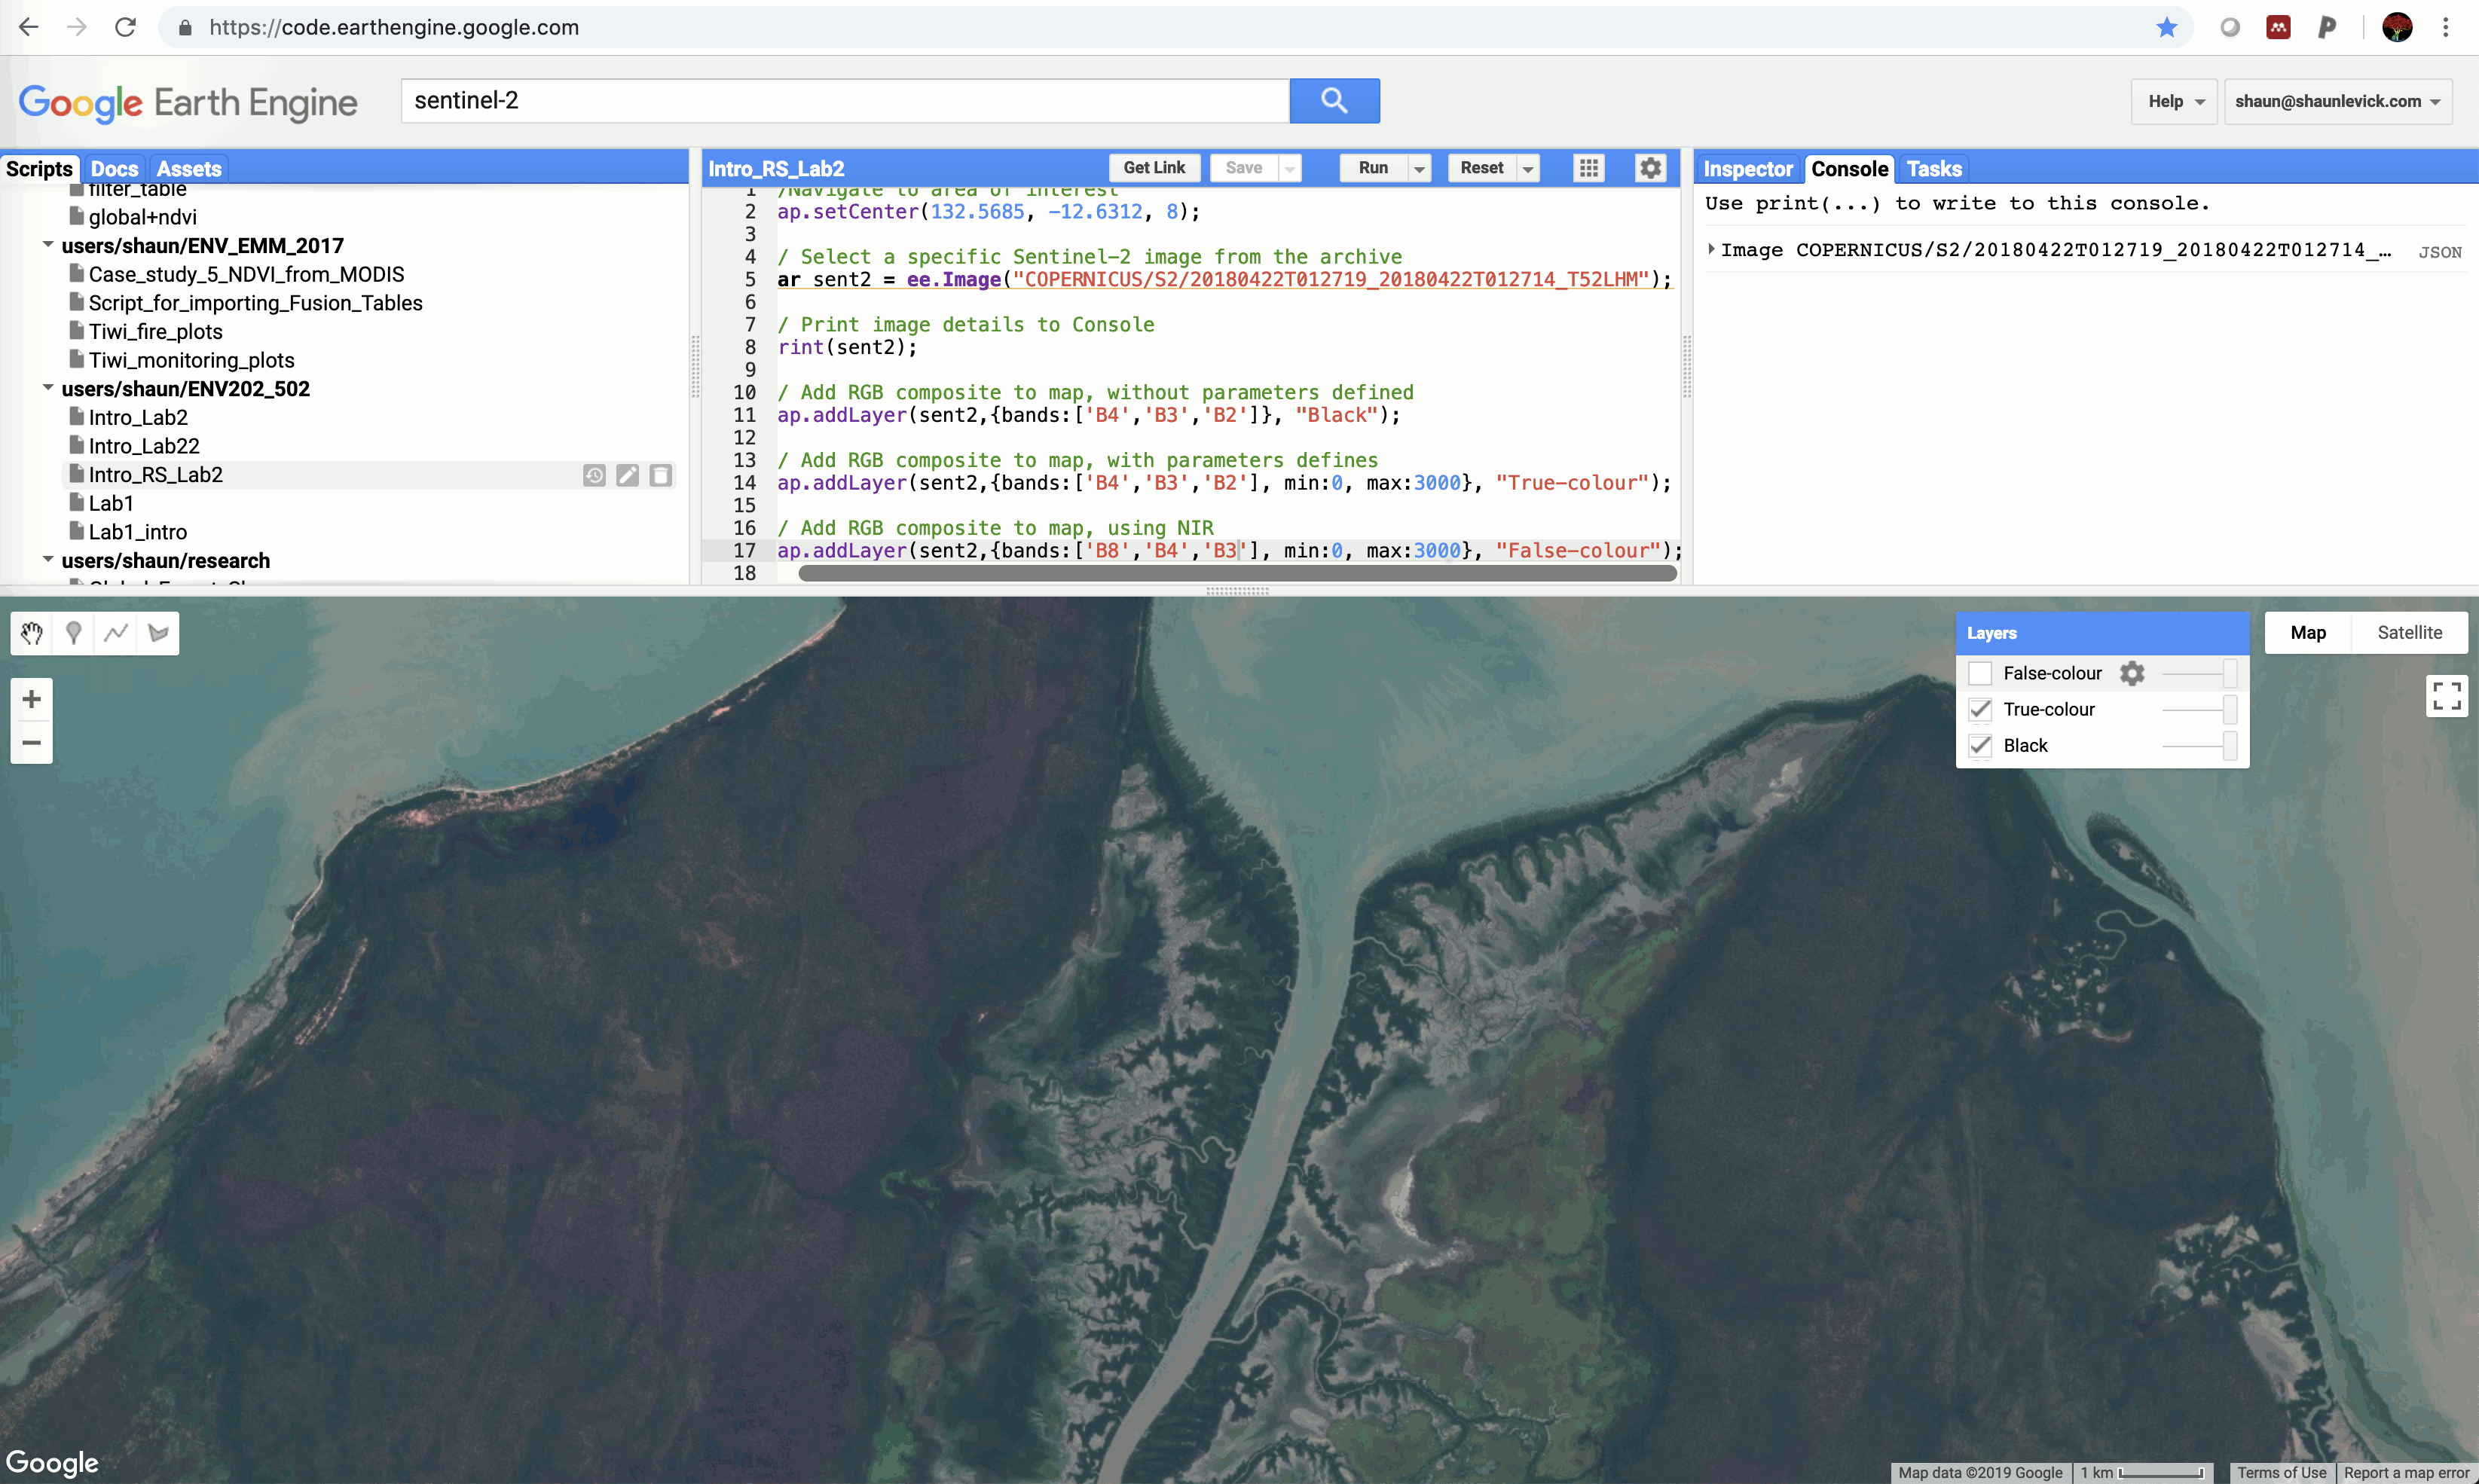 https://code.earthengine.google.com
Google Earth Engine
sentinel-2
Help
shaun@shaunlevick.com
Scripts
Docs
Assets
filter_table
global+ndvi
users/shaun/ENV_EMM_2017
Case_study_5_NDVI_from_MODIS
Script_for_importing_Fusion_Tables
Tiwi_fire_plots
Tiwi_monitoring_plots
users/shaun/ENV202_502
Intro_Lab2
Intro_Lab22
Intro_RS_Lab2
Lab1
Lab1_intro
users/shaun/research
Intro_RS_Lab2
Get Link
Save
Run
Reset
1 /Navigate to area of interest
2 ap.setCenter(132.5685, -12.6312, 8);
3
4 / Select a specific Sentinel-2 image from the archive
5 ar sent2 = ee.Image("COPERNICUS/S2/20180422T012719_20180422T012714_T52LHM");
6
7 / Print image details to Console
8 rint(sent2);
9
10 / Add RGB composite to map, without parameters defined
11 ap.addLayer(sent2,{bands:['B4','B3','B2']}, "Black");
12
13 / Add RGB composite to map, with parameters defines
14 ap.addLayer(sent2,{bands:['B4','B3','B2'], min:0, max:3000}, "True-colour");
15
16 / Add RGB composite to map, using NIR
17 ap.addLayer(sent2,{bands:['B8','B4','B3'], min:0, max:3000}, "False-colour");
18
Inspector
Console
Tasks
Use print(...) to write to this console.
Image COPERNICUS/S2/20180422T012719_20180422T012714_…
JSON
Layers
False-colour
True-colour
Black
Map
Satellite
Google
Map data ©2019 Google
1 km
Terms of Use
Report a map error